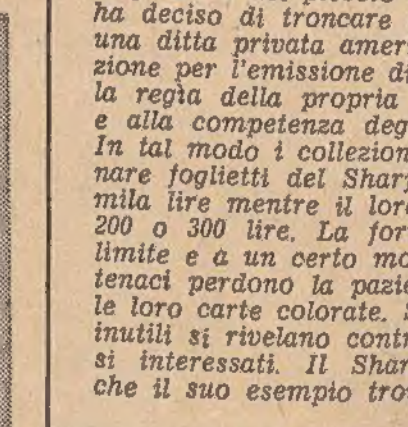 ha deciso di troncare
una ditta privata amer
zione per l'emissione di
la regia della propria
e alla competenza deg
In tal modo i collezion
nare foglietti del Sharj
mila lire mentre il lor
200 o 300 lire. La for
limite e a un certo mo
tenaci perdono la pazie
le loro carte colorate.
inutili si rivelano contr
si interessati. Il Shar
che il suo esempio tro